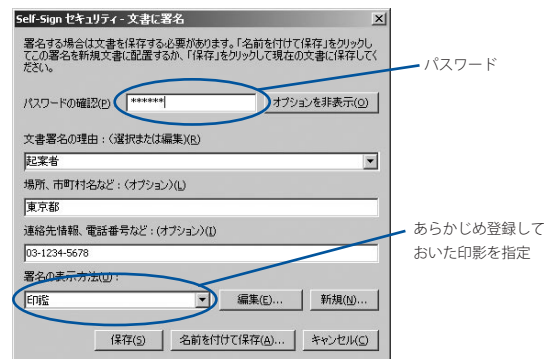 Self-Sign セキュリティ - 文書に署名
署名する場合は文書を保存する必要があります。「名前を付けて保存」をクリックし
てこの署名を新規文書に配置するか、「保存」をクリックして現在の文書に保存してく
ださい。
パスワード
パスワードの確認(P)
******
オプションを非表示(O)
文書署名の理由：(選択または編集)(R)
起案者
場所、市町村名など：(オプション)(L)
東京都
連絡先情報、電話番号など：(オプション)(I)
あらかじめ登録して
おいた印影を指定
03-1234-5678
署名の表示方法(U)：
印鑑
編集(E)...
新規(N)...
保存(S)
名前を付けて保存(A)...
キャンセル(C)